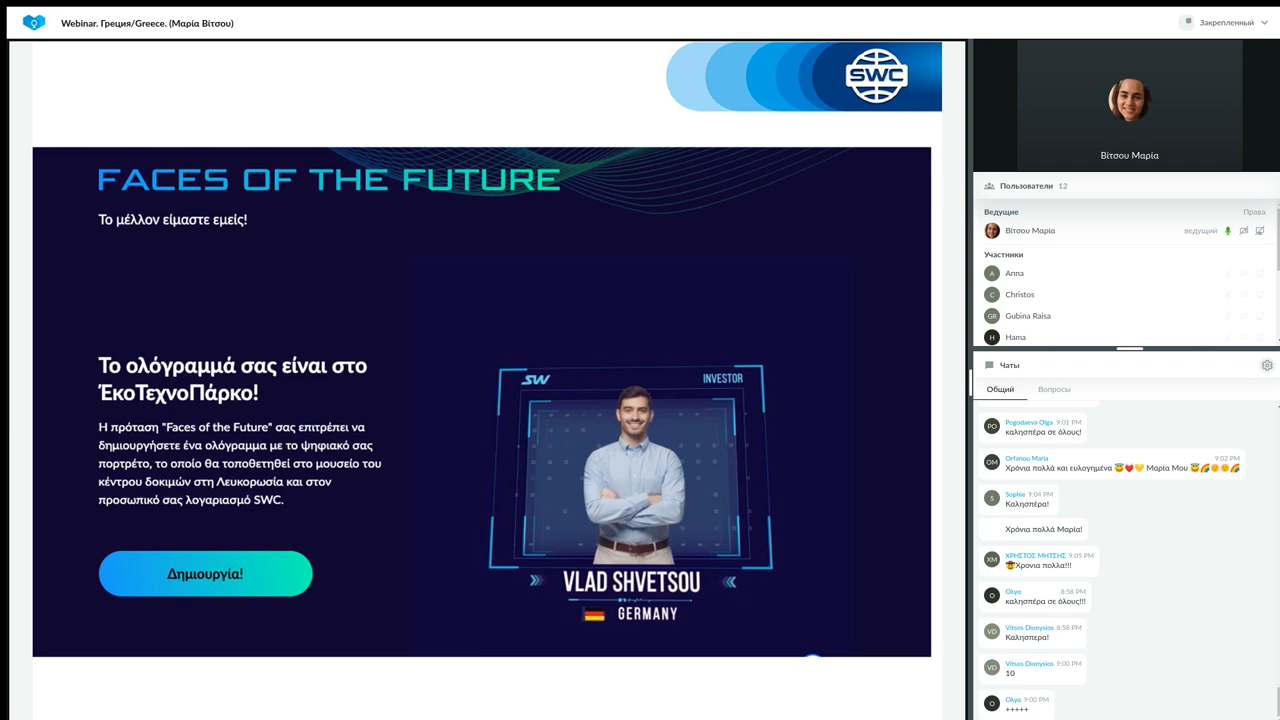 Webinar. Греция/Greece. (Μαρία Βίτσου)
Закрепленный
SWC
FACES OF THE FUTURE
Το μέλλον είμαστε εμείς!
Το ολόγραμμά σας είναι στο
ΈκοΤεχνοΠάρκο!
Η πρόταση "Faces of the Future" σας επιτρέπει να
δημιουργήσετε ένα ολόγραμμα με το ψηφιακό σας
πορτρέτο, το οποίο θα τοποθετηθεί στο μουσείο του
κέντρου δοκιμών στη Λευκορωσία και στον
προσωπικό σας λογαριασμό SWC.
Δημιουργία!
SW
INVESTOR
VLAD SHVETSOU
GERMANY
Βίτσου Μαρία
Пользователи 12
Ведущие Права
Βίτσου Μαρία ведущий
Участники
A Anna
C Christos
GR Gubina Raisa
H Hama
Чаты
Общий Вопросы
PO Pogodaeva Olga 9:01 PM
καλησπέρα σε όλους!
OM Orfanou Maria 9:02 PM
Χρόνια πολλά και ευλογημένα 😇❤️💛 Μαρία Μου 😇🌈🌞🌞🌈
S Sophie 9:04 PM
Καλησπέρα!
Χρόνια πολλά Μαρία!
ΧΜ ΧΡΗΣΤΟΣ ΜΗΤΣΗΣ 9:05 PM
🤠Χρονια πολλα!!!
O Olya 8:58 PM
καλησπέρα σε όλους!!!
VD Vitsos Dionysios 8:58 PM
Καλησπερα!
VD Vitsos Dionysios 9:00 PM
10
O Olya 9:00 PM
+++++